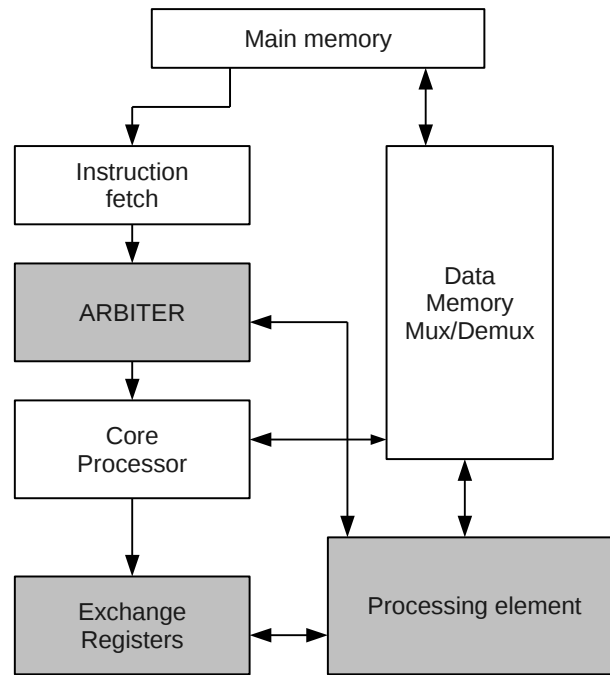 Main memory
Instruction
fetch
ARBITER
Data
Memory
Mux/Demux
Core
Processor
Exchange
Registers
Processing element